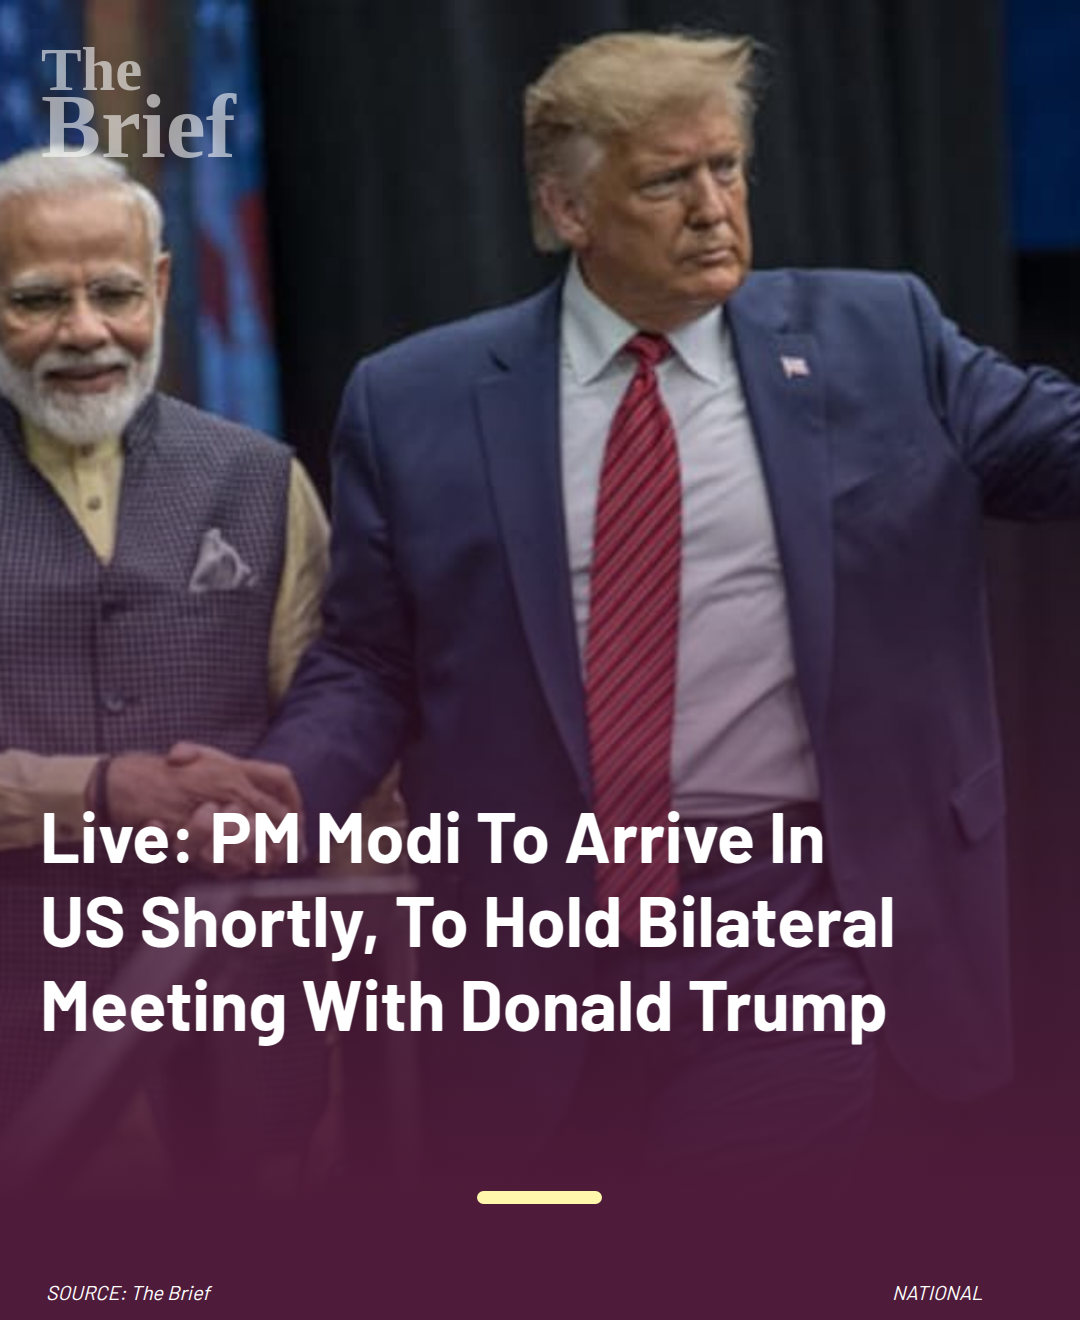 The
Brief
Live: PM Modi To Arrive In
US Shortly, To Hold Bilateral
Meeting With Donald Trump
SOURCE: The Brief
NATIONAL